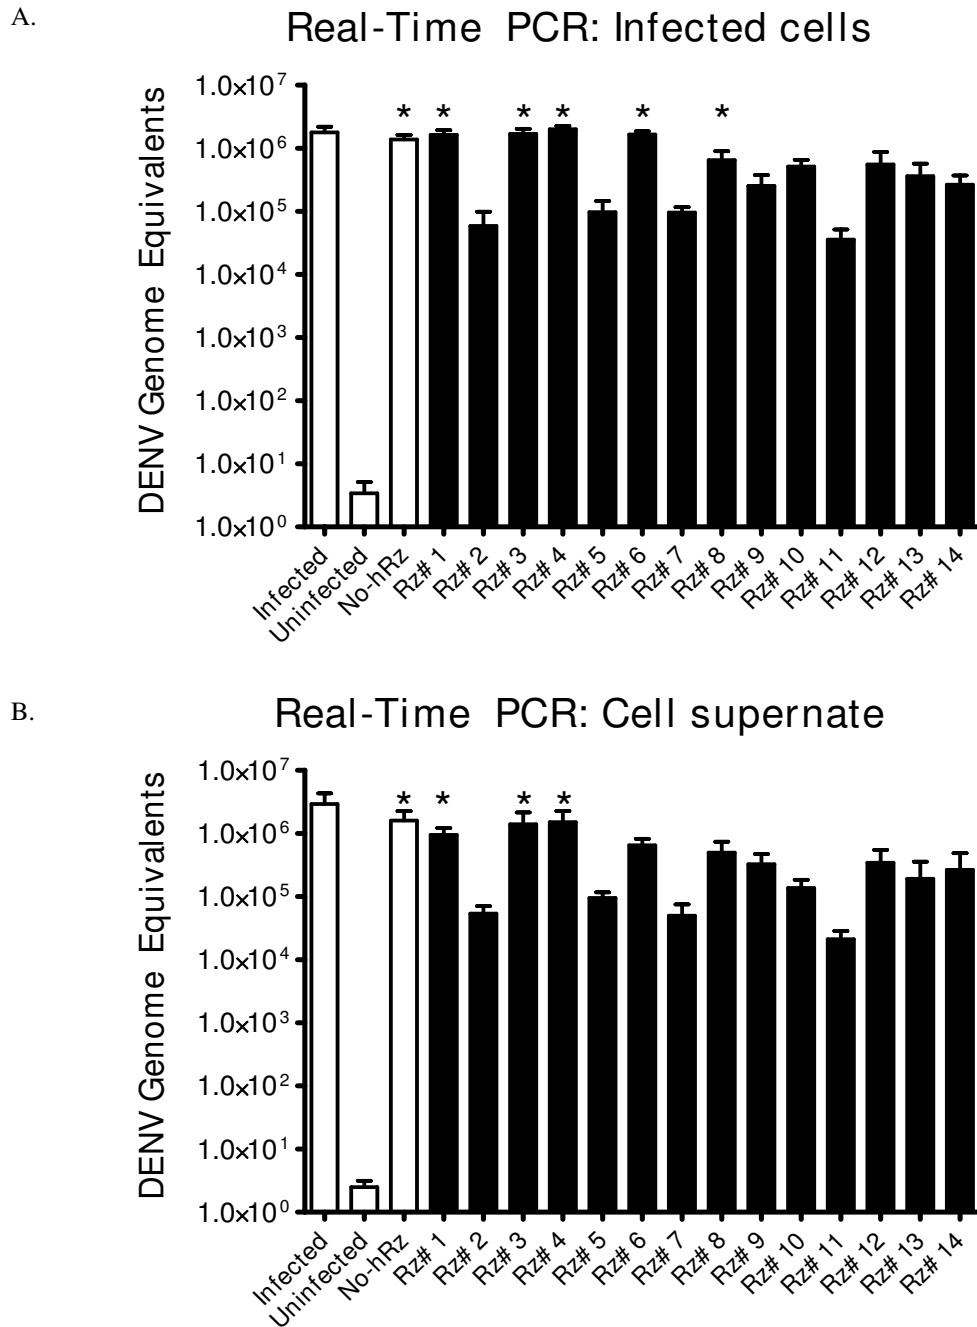 A.
Real-Time PCR: Infected cells
DENV Genome Equivalents
1.0×10⁷
1.0×10⁶
1.0×10⁵
1.0×10⁴
1.0×10³
1.0×10²
1.0×10¹
1.0×10⁰
* * * * * *
Infected
Uninfected
No-hRz
Rz# 1
Rz# 2
Rz# 3
Rz# 4
Rz# 5
Rz# 6
Rz# 7
Rz# 8
Rz# 9
Rz# 10
Rz# 11
Rz# 12
Rz# 13
Rz# 14
B.
Real-Time PCR: Cell supernate
DENV Genome Equivalents
1.0×10⁷
1.0×10⁶
1.0×10⁵
1.0×10⁴
1.0×10³
1.0×10²
1.0×10¹
1.0×10⁰
* * * *
Infected
Uninfected
No-hRz
Rz# 1
Rz# 2
Rz# 3
Rz# 4
Rz# 5
Rz# 6
Rz# 7
Rz# 8
Rz# 9
Rz# 10
Rz# 11
Rz# 12
Rz# 13
Rz# 14